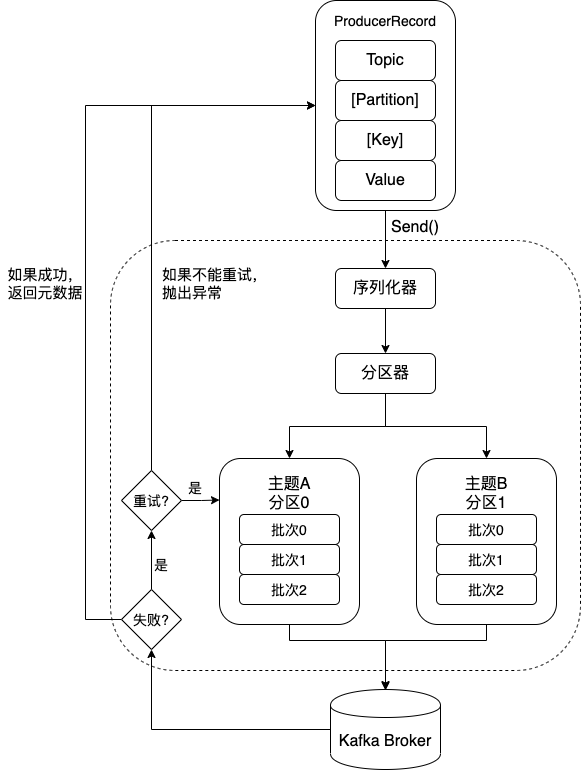 ProducerRecord
Topic
[Partition]
[Key]
Value
Send()
如果成功，
返回元数据
如果不能重试，
抛出异常
序列化器
分区器
主题A
分区0
批次0
批次1
批次2
主题B
分区1
批次0
批次1
批次2
重试?
是
是
失败?
Kafka Broker